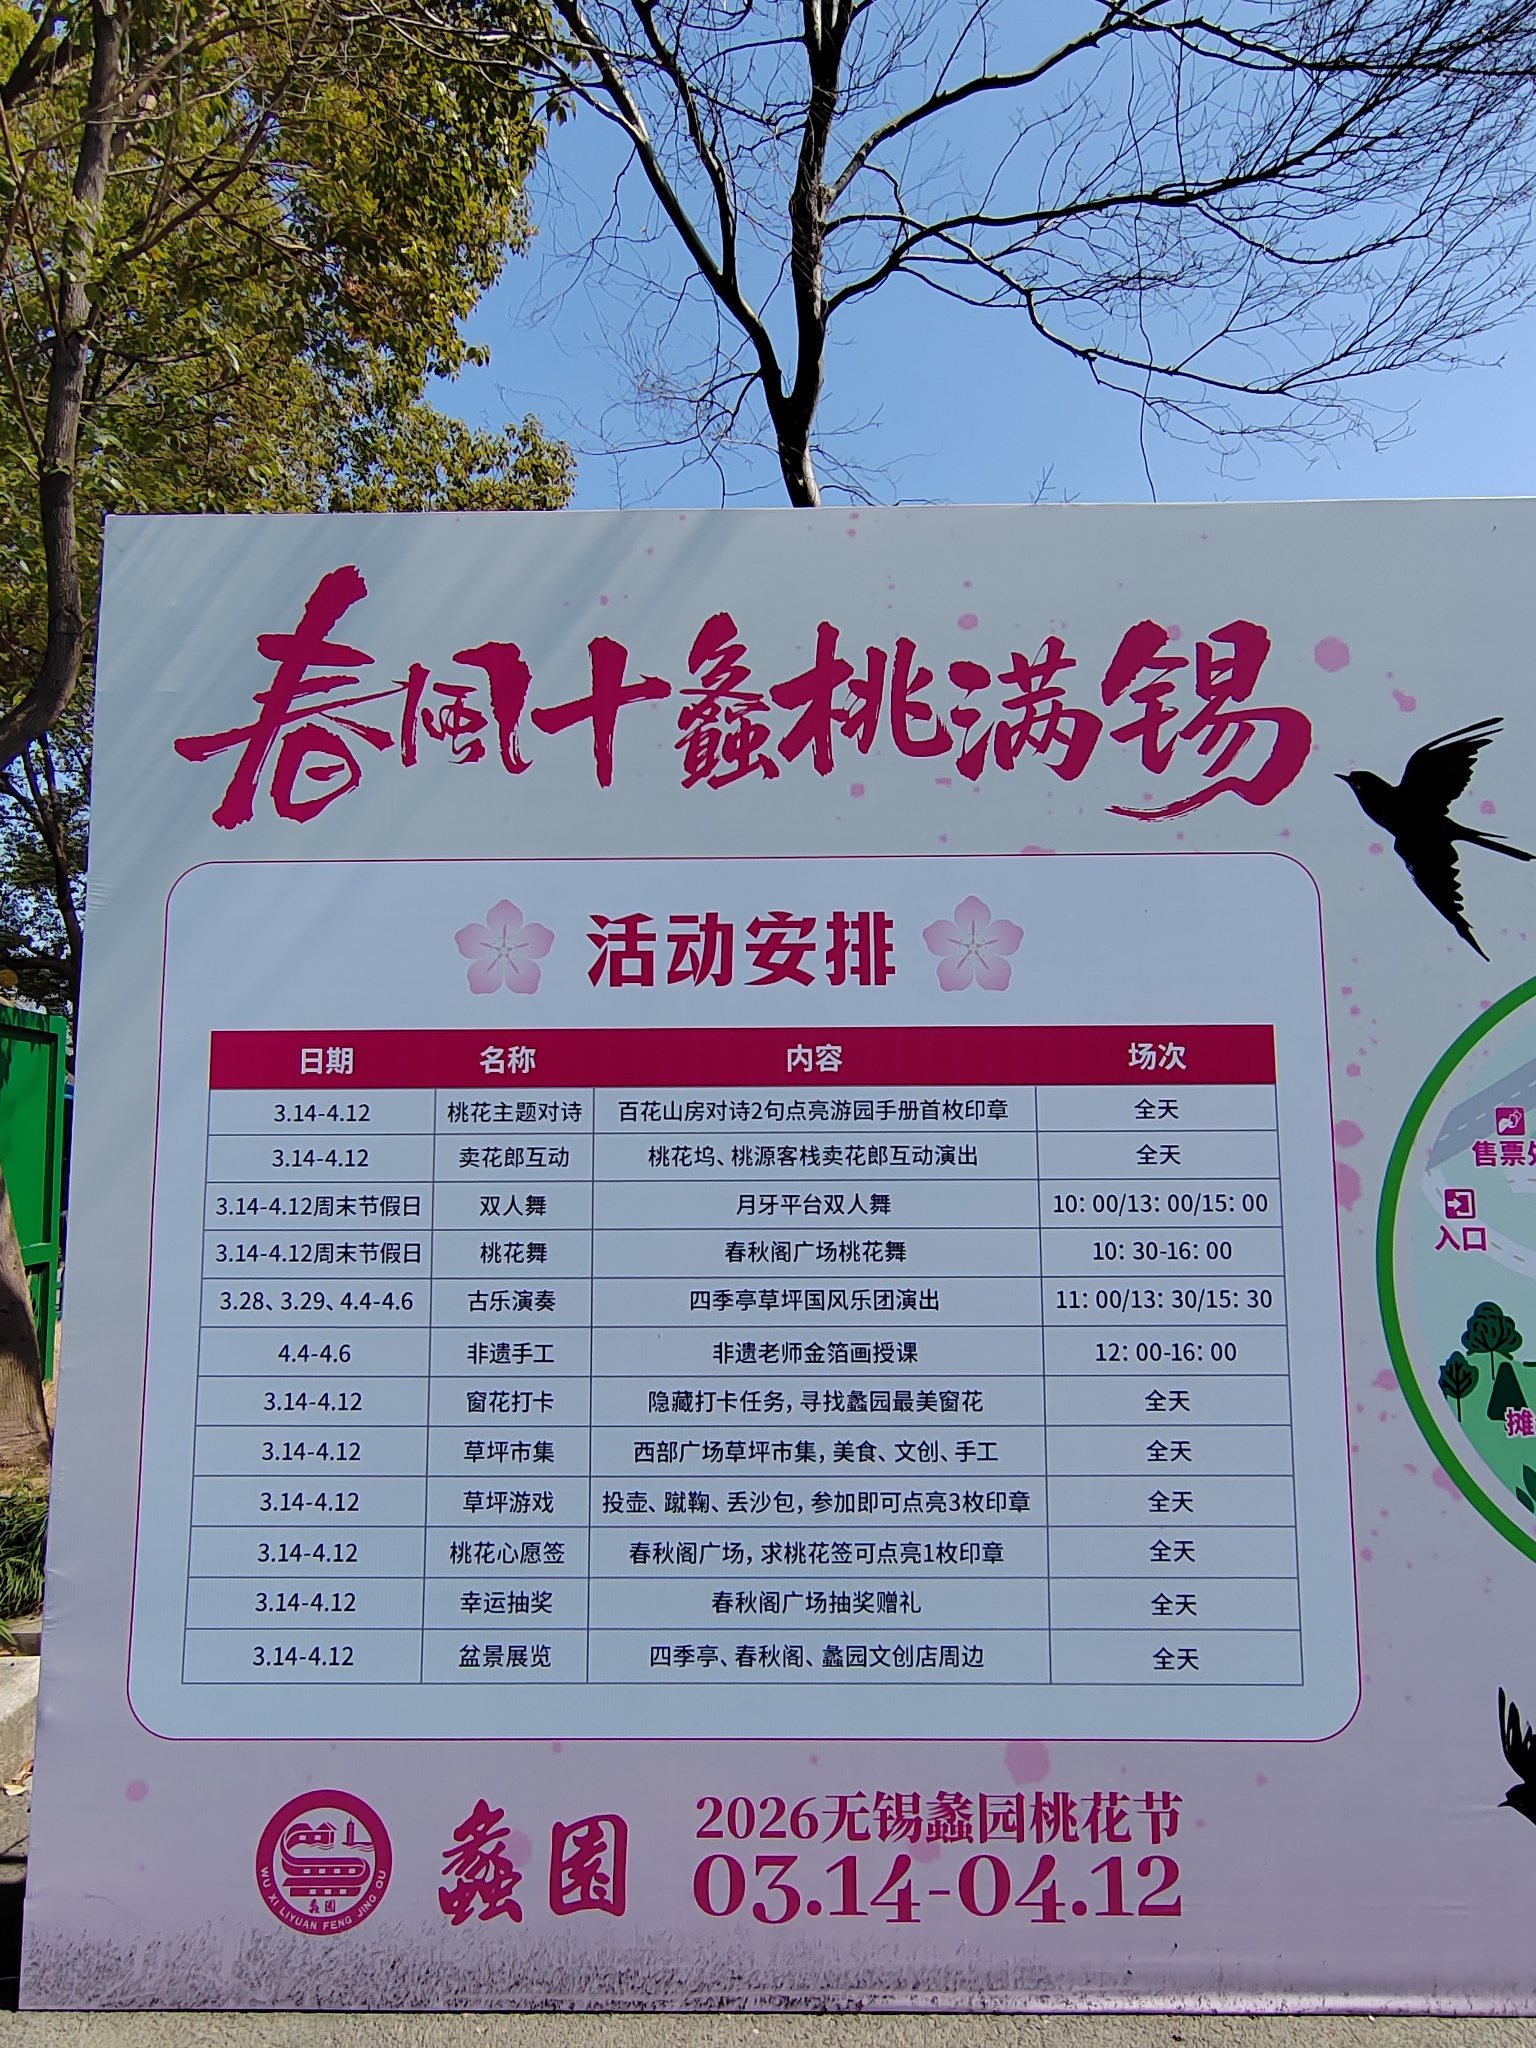 春风十蠡桃满锡
活动安排
日期 名称 内容 场次
3.14-4.12 桃花主题对诗 百花山房对诗2句点亮游园手册首枚印章 全天
3.14-4.12 卖花郎互动 桃花坞、桃源客栈卖花郎互动演出 全天
3.14-4.12周末节假日 双人舞 月牙平台双人舞 10：00/13：00/15：00
3.14-4.12周末节假日 桃花舞 春秋阁广场桃花舞 10：30-16：00
3.28、3.29、4.4-4.6 古乐演奏 四季亭草坪国风乐团演出 11：00/13：30/15：30
4.4-4.6 非遗手工 非遗老师金箔画授课 12：00-16：00
3.14-4.12 窗花打卡 隐藏打卡任务，寻找蠡园最美窗花 全天
3.14-4.12 草坪市集 西部广场草坪市集，美食、文创、手工 全天
3.14-4.12 草坪游戏 投壶、蹴鞠、丢沙包，参加即可点亮3枚印章 全天
3.14-4.12 桃花心愿签 春秋阁广场，求桃花签可点亮1枚印章 全天
3.14-4.12 幸运抽奖 春秋阁广场抽奖赠礼 全天
3.14-4.12 盆景展览 四季亭、春秋阁、蠡园文创店周边 全天
售票处
入口
摊
蠡园
WU XI LIYUAN FENG JING QU
蠡園
2026无锡蠡园桃花节
03.14-04.12